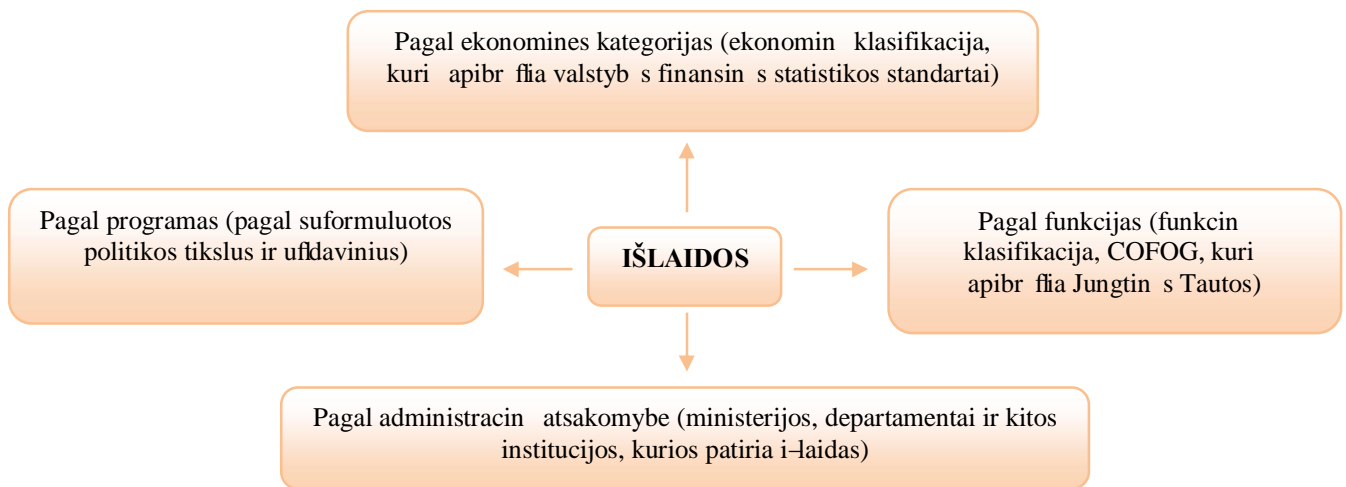 Pagal ekonomines kategorijas (ekonomin klasifikacija,
kuri apibr flia valstyb s finansin s statistikos standartai)
Pagal programas (pagal suformuluotos
politikos tikslus ir ufldavinius)
IŠLAIDOS
Pagal funkcijas (funkcin
klasifikacija, COFOG, kuri
apibr flia Jungtin s Tautos)
Pagal administracin atsakomybe (ministerijos, departamentai ir kitos
institucijos, kurios patiria i–laidas)